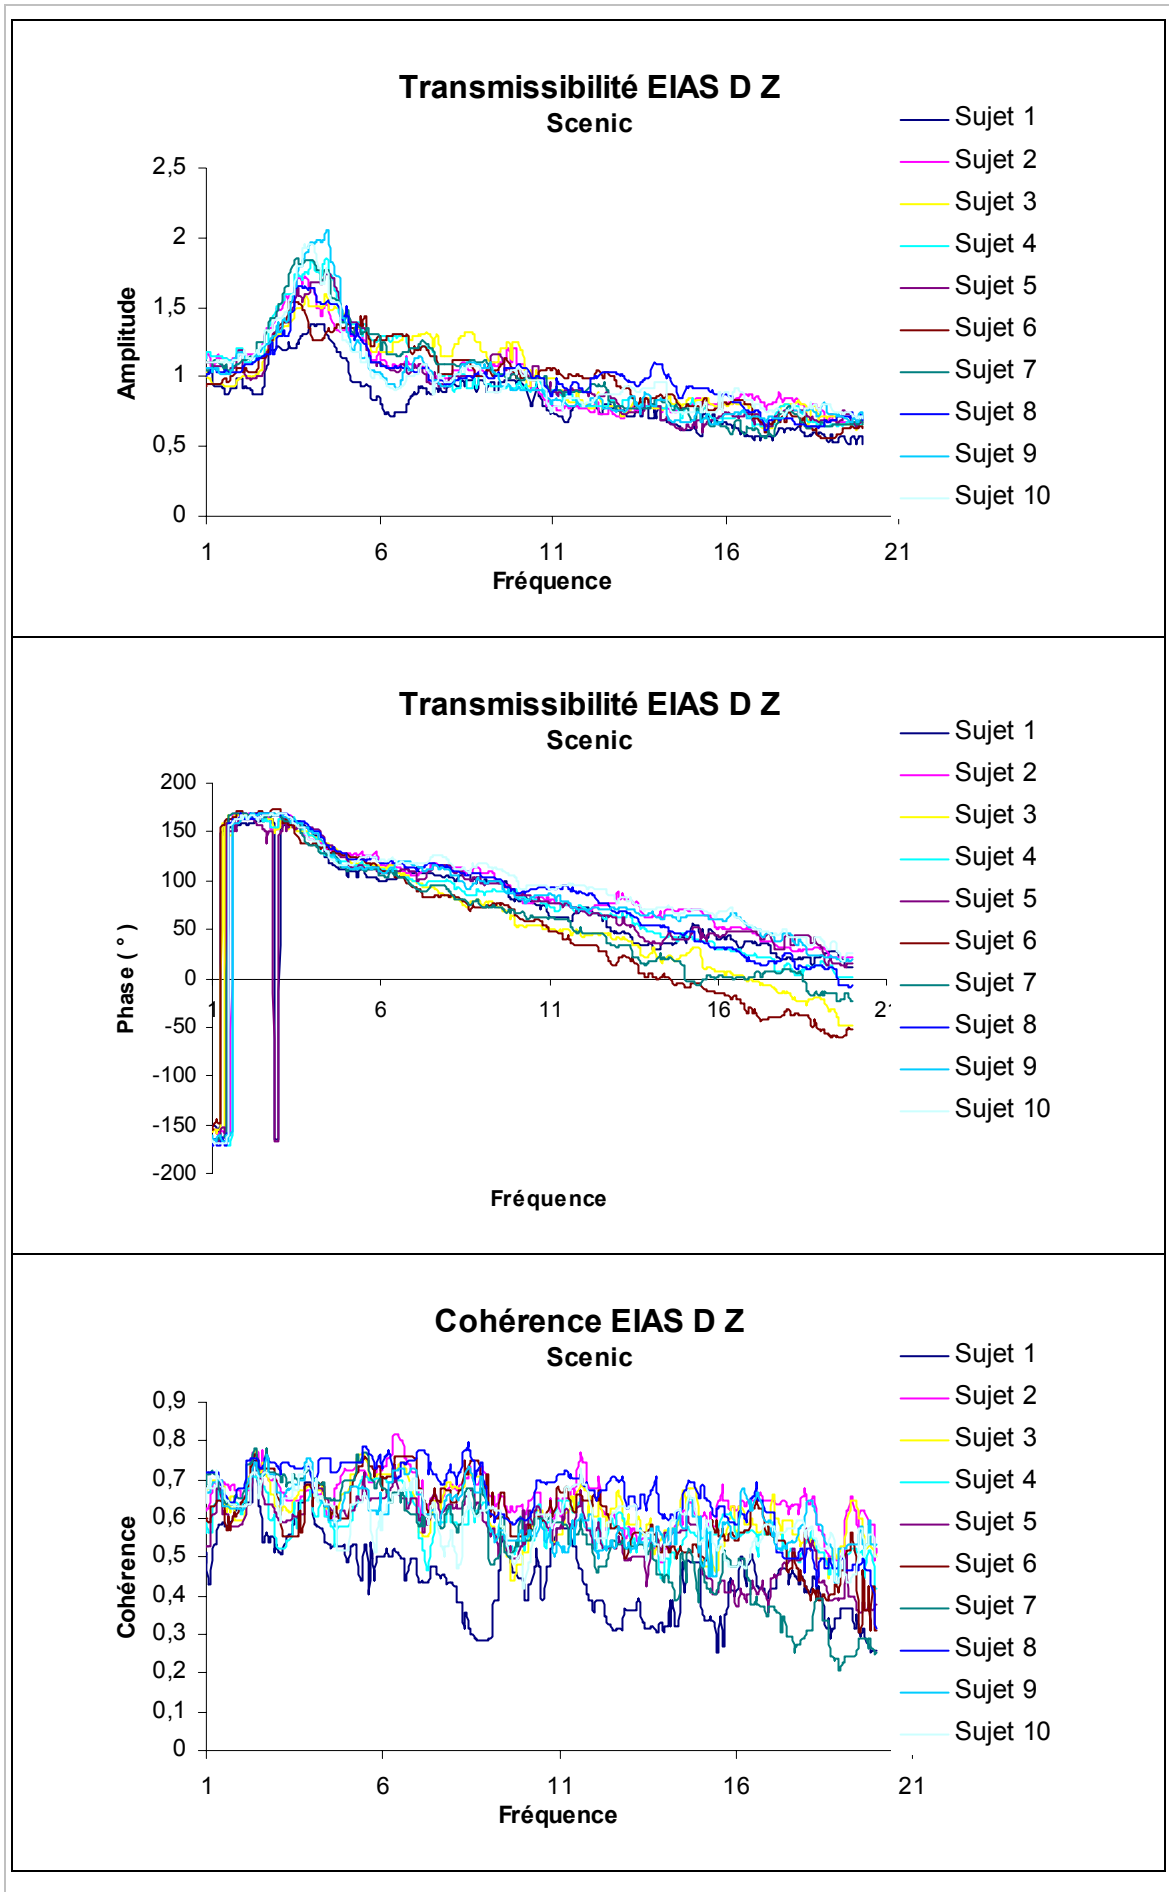 Transmissibilité EIAS D Z
Scenic
Amplitude
2,5
2
1,5
1
0,5
0
1 6 11 16 21
Fréquence
Sujet 1
Sujet 2
Sujet 3
Sujet 4
Sujet 5
Sujet 6
Sujet 7
Sujet 8
Sujet 9
Sujet 10
Transmissibilité EIAS D Z
Scenic
Phase ( ° )
200
150
100
50
0
-50
-100
-150
-200
1 6 11 16 21
Fréquence
Sujet 1
Sujet 2
Sujet 3
Sujet 4
Sujet 5
Sujet 6
Sujet 7
Sujet 8
Sujet 9
Sujet 10
Cohérence EIAS D Z
Scenic
Cohérence
0,9
0,8
0,7
0,6
0,5
0,4
0,3
0,2
0,1
0
1 6 11 16 21
Fréquence
Sujet 1
Sujet 2
Sujet 3
Sujet 4
Sujet 5
Sujet 6
Sujet 7
Sujet 8
Sujet 9
Sujet 10